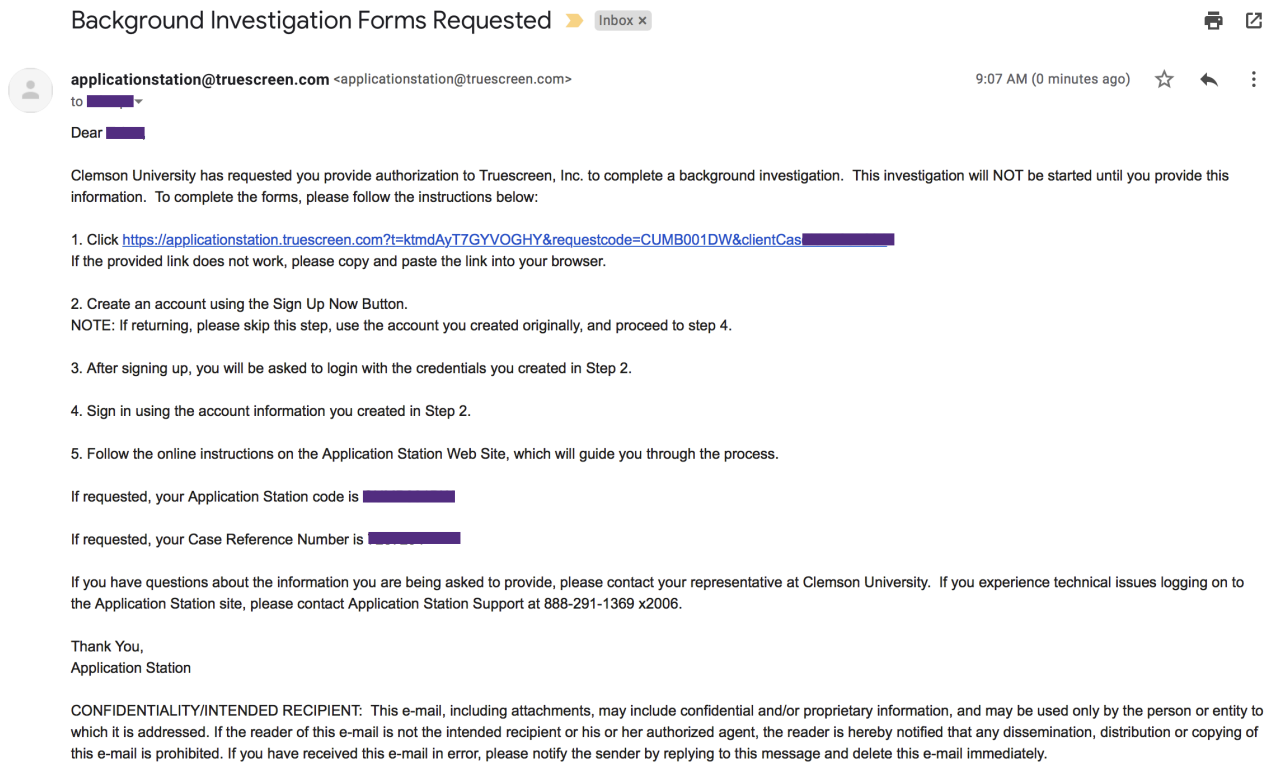 Background Investigation Forms Requested Inbox ×
applicationstation@truescreen.com <applicationstation@truescreen.com> 9:07 AM (0 minutes ago)
to
Dear
Clemson University has requested you provide authorization to Truescreen, Inc. to complete a background investigation.  This investigation will NOT be started until you provide this
information.  To complete the forms, please follow the instructions below:
1. Click https://applicationstation.truescreen.com?t=ktmdAyT7GYVOGHY&requestcode=CUMB001DW&clientCas
If the provided link does not work, please copy and paste the link into your browser.
2. Create an account using the Sign Up Now Button.
NOTE: If returning, please skip this step, use the account you created originally, and proceed to step 4.
3. After signing up, you will be asked to login with the credentials you created in Step 2.
4. Sign in using the account information you created in Step 2.
5. Follow the online instructions on the Application Station Web Site, which will guide you through the process.
If requested, your Application Station code is
If requested, your Case Reference Number is
If you have questions about the information you are being asked to provide, please contact your representative at Clemson University.  If you experience technical issues logging on to
the Application Station site, please contact Application Station Support at 888-291-1369 x2006.
Thank You,
Application Station
CONFIDENTIALITY/INTENDED RECIPIENT:  This e-mail, including attachments, may include confidential and/or proprietary information, and may be used only by the person or entity to
which it is addressed. If the reader of this e-mail is not the intended recipient or his or her authorized agent, the reader is hereby notified that any dissemination, distribution or copying of
this e-mail is prohibited. If you have received this e-mail in error, please notify the sender by replying to this message and delete this e-mail immediately.